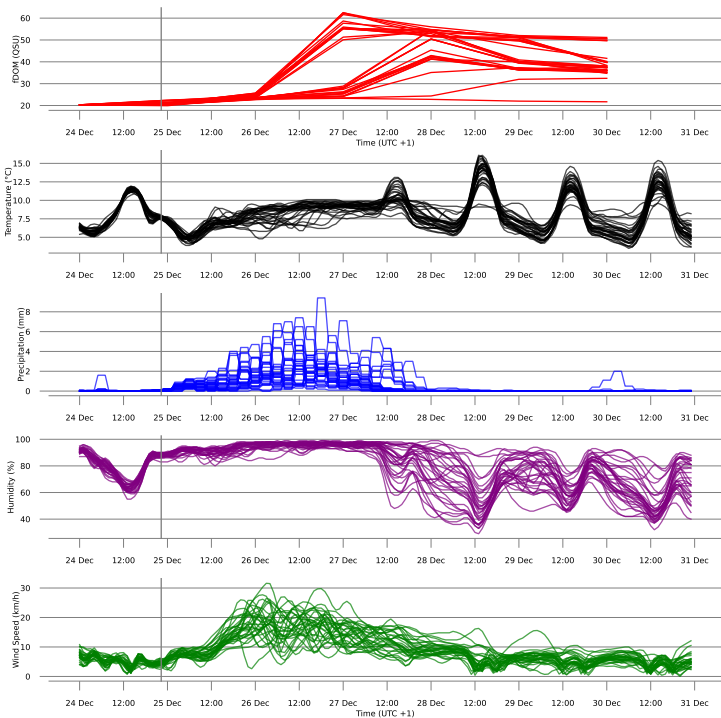 60
50
40
30
20
fDOM (QSU)
24 Dec 12:00 25 Dec 12:00 26 Dec 12:00 27 Dec 12:00 28 Dec 12:00 29 Dec 12:00 30 Dec 12:00 31 Dec
Time (UTC +1)
15.0
12.5
10.0
7.5
5.0
Temperature (°C)
24 Dec 12:00 25 Dec 12:00 26 Dec 12:00 27 Dec 12:00 28 Dec 12:00 29 Dec 12:00 30 Dec 12:00 31 Dec
8
6
4
2
0
Precipitation (mm)
24 Dec 12:00 25 Dec 12:00 26 Dec 12:00 27 Dec 12:00 28 Dec 12:00 29 Dec 12:00 30 Dec 12:00 31 Dec
100
80
60
40
Humidity (%)
24 Dec 12:00 25 Dec 12:00 26 Dec 12:00 27 Dec 12:00 28 Dec 12:00 29 Dec 12:00 30 Dec 12:00 31 Dec
30
20
10
0
Wind Speed (km/h)
24 Dec 12:00 25 Dec 12:00 26 Dec 12:00 27 Dec 12:00 28 Dec 12:00 29 Dec 12:00 30 Dec 12:00 31 Dec
Time (UTC +1)